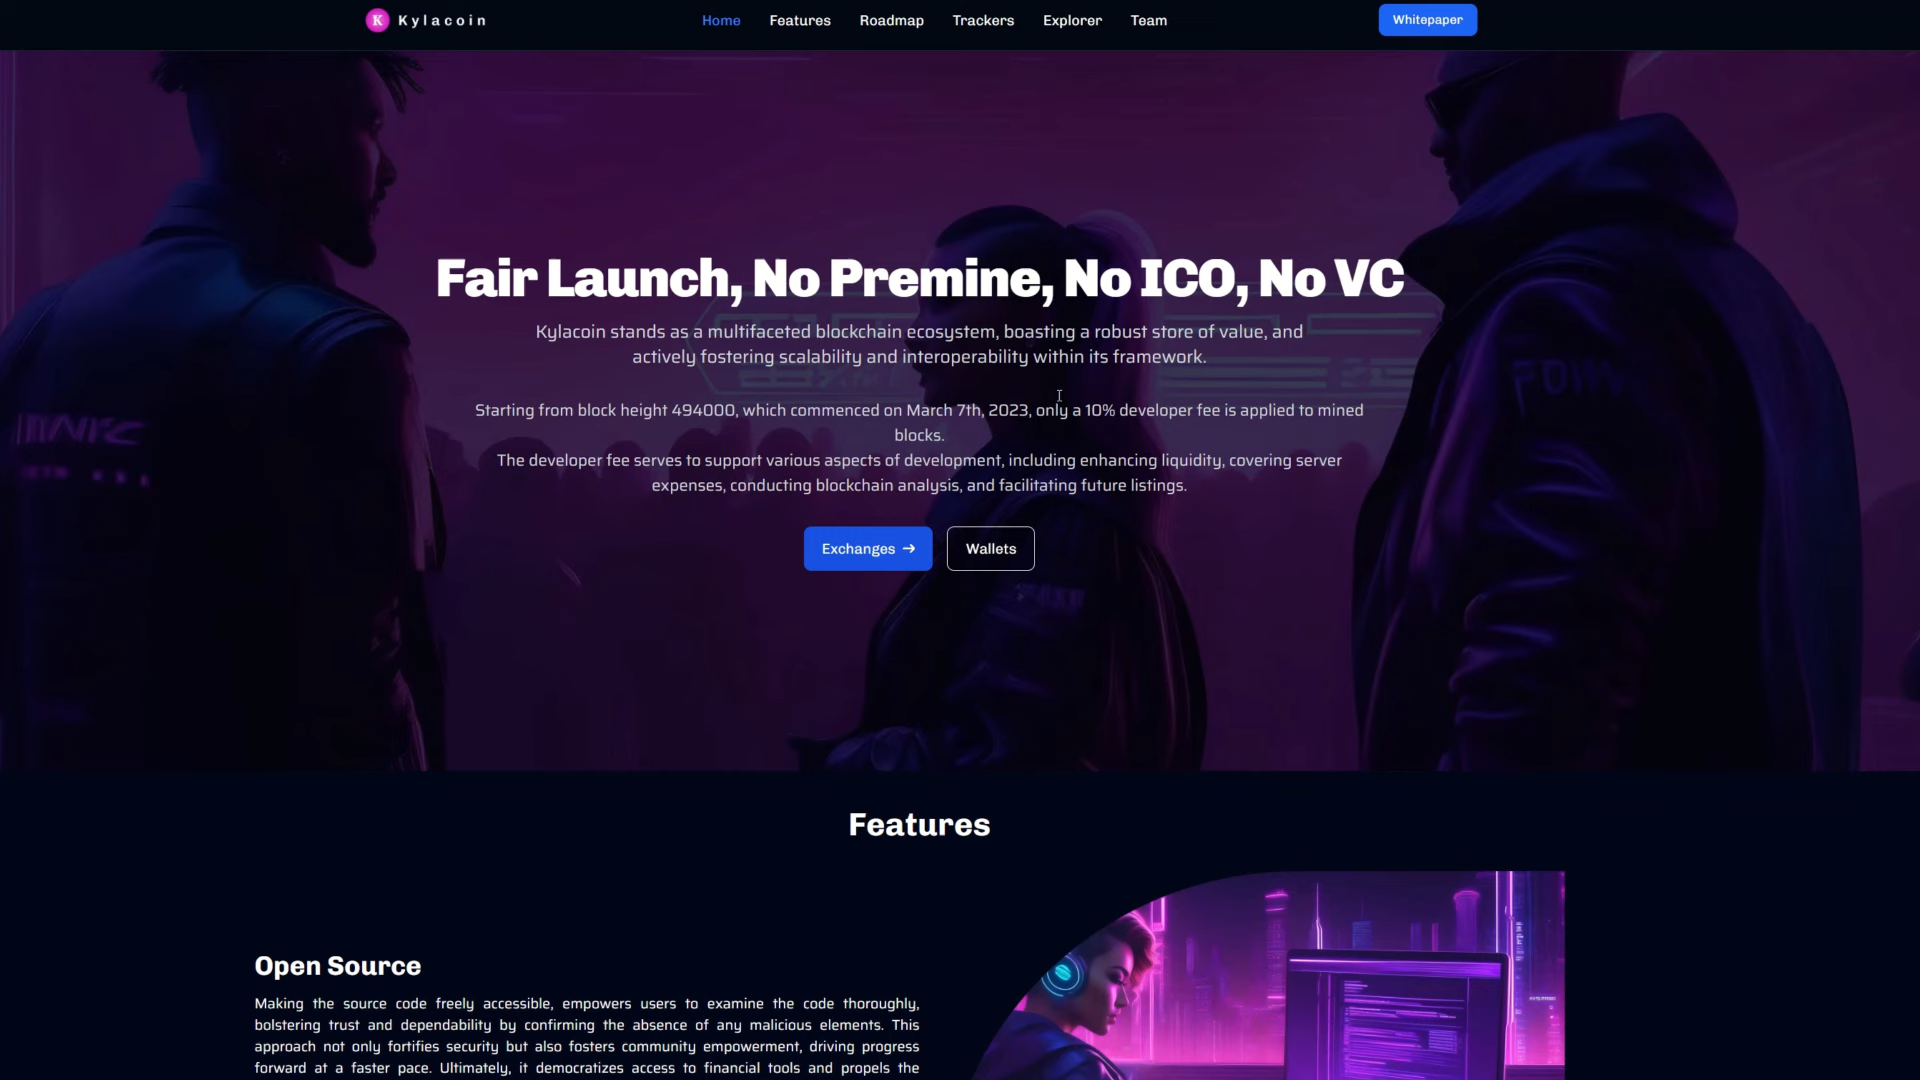 Kylacoin
Home Features Roadmap Trackers Explorer Team
Whitepaper
Fair Launch, No Premine, No ICO, No VC
Kylacoin stands as a multifaceted blockchain ecosystem, boasting a robust store of value, and
actively fostering scalability and interoperability within its framework.
Starting from block height 494000, which commenced on March 7th, 2023, only a 10% developer fee is applied to mined
blocks.
The developer fee serves to support various aspects of development, including enhancing liquidity, covering server
expenses, conducting blockchain analysis, and facilitating future listings.
Exchanges →
Wallets
Features
Open Source
Making the source code freely accessible, empowers users to examine the code thoroughly,
bolstering trust and dependability by confirming the absence of any malicious elements. This
approach not only fortifies security but also fosters community empowerment, driving progress
forward at a faster pace. Ultimately, it democratizes access to financial tools and propels the